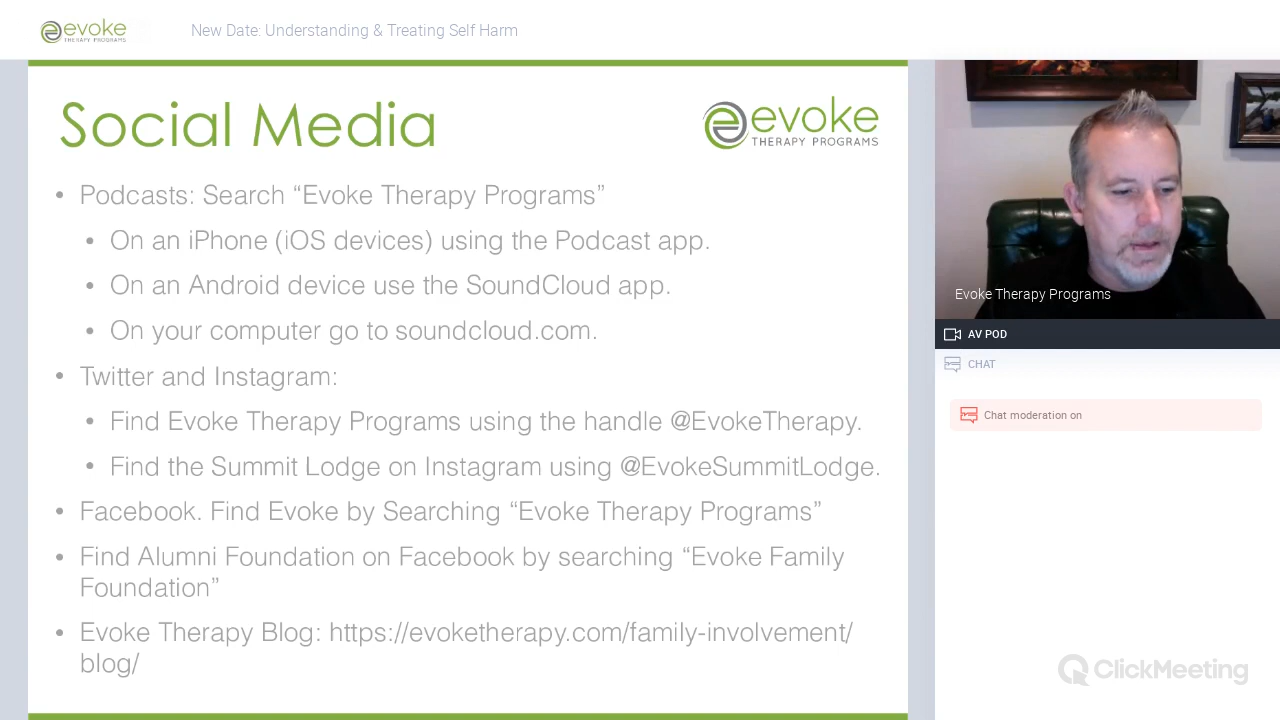 evoke
THERAPY PROGRAMS
New Date: Understanding & Treating Self Harm
Social Media
evoke
THERAPY PROGRAMS
• Podcasts: Search “Evoke Therapy Programs”
• On an iPhone (iOS devices) using the Podcast app.
• On an Android device use the SoundCloud app.
• On your computer go to soundcloud.com.
• Twitter and Instagram:
• Find Evoke Therapy Programs using the handle @EvokeTherapy.
• Find the Summit Lodge on Instagram using @EvokeSummitLodge.
• Facebook. Find Evoke by Searching “Evoke Therapy Programs”
• Find Alumni Foundation on Facebook by searching “Evoke Family
Foundation”
• Evoke Therapy Blog: https://evoketherapy.com/family-involvement/
blog/
Evoke Therapy Programs
AV POD
CHAT
Chat moderation on
ClickMeeting